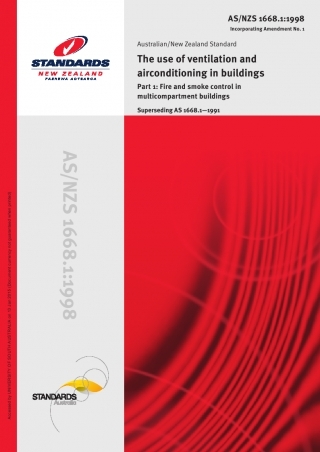 AS/NZS 1668.1:1998
Incorporating Amendment No. 1
Australian/New Zealand Standard
The use of ventilation and
airconditioning in buildings
Part 1: Fire and smoke control in
multicompartment buildings
Superseding AS 1668.1—1991
STANDARDS
NEW ZEALAND
PAEREWA AOTEAROA
AS/NZS 1668.1:1998
STANDARDS
Australia